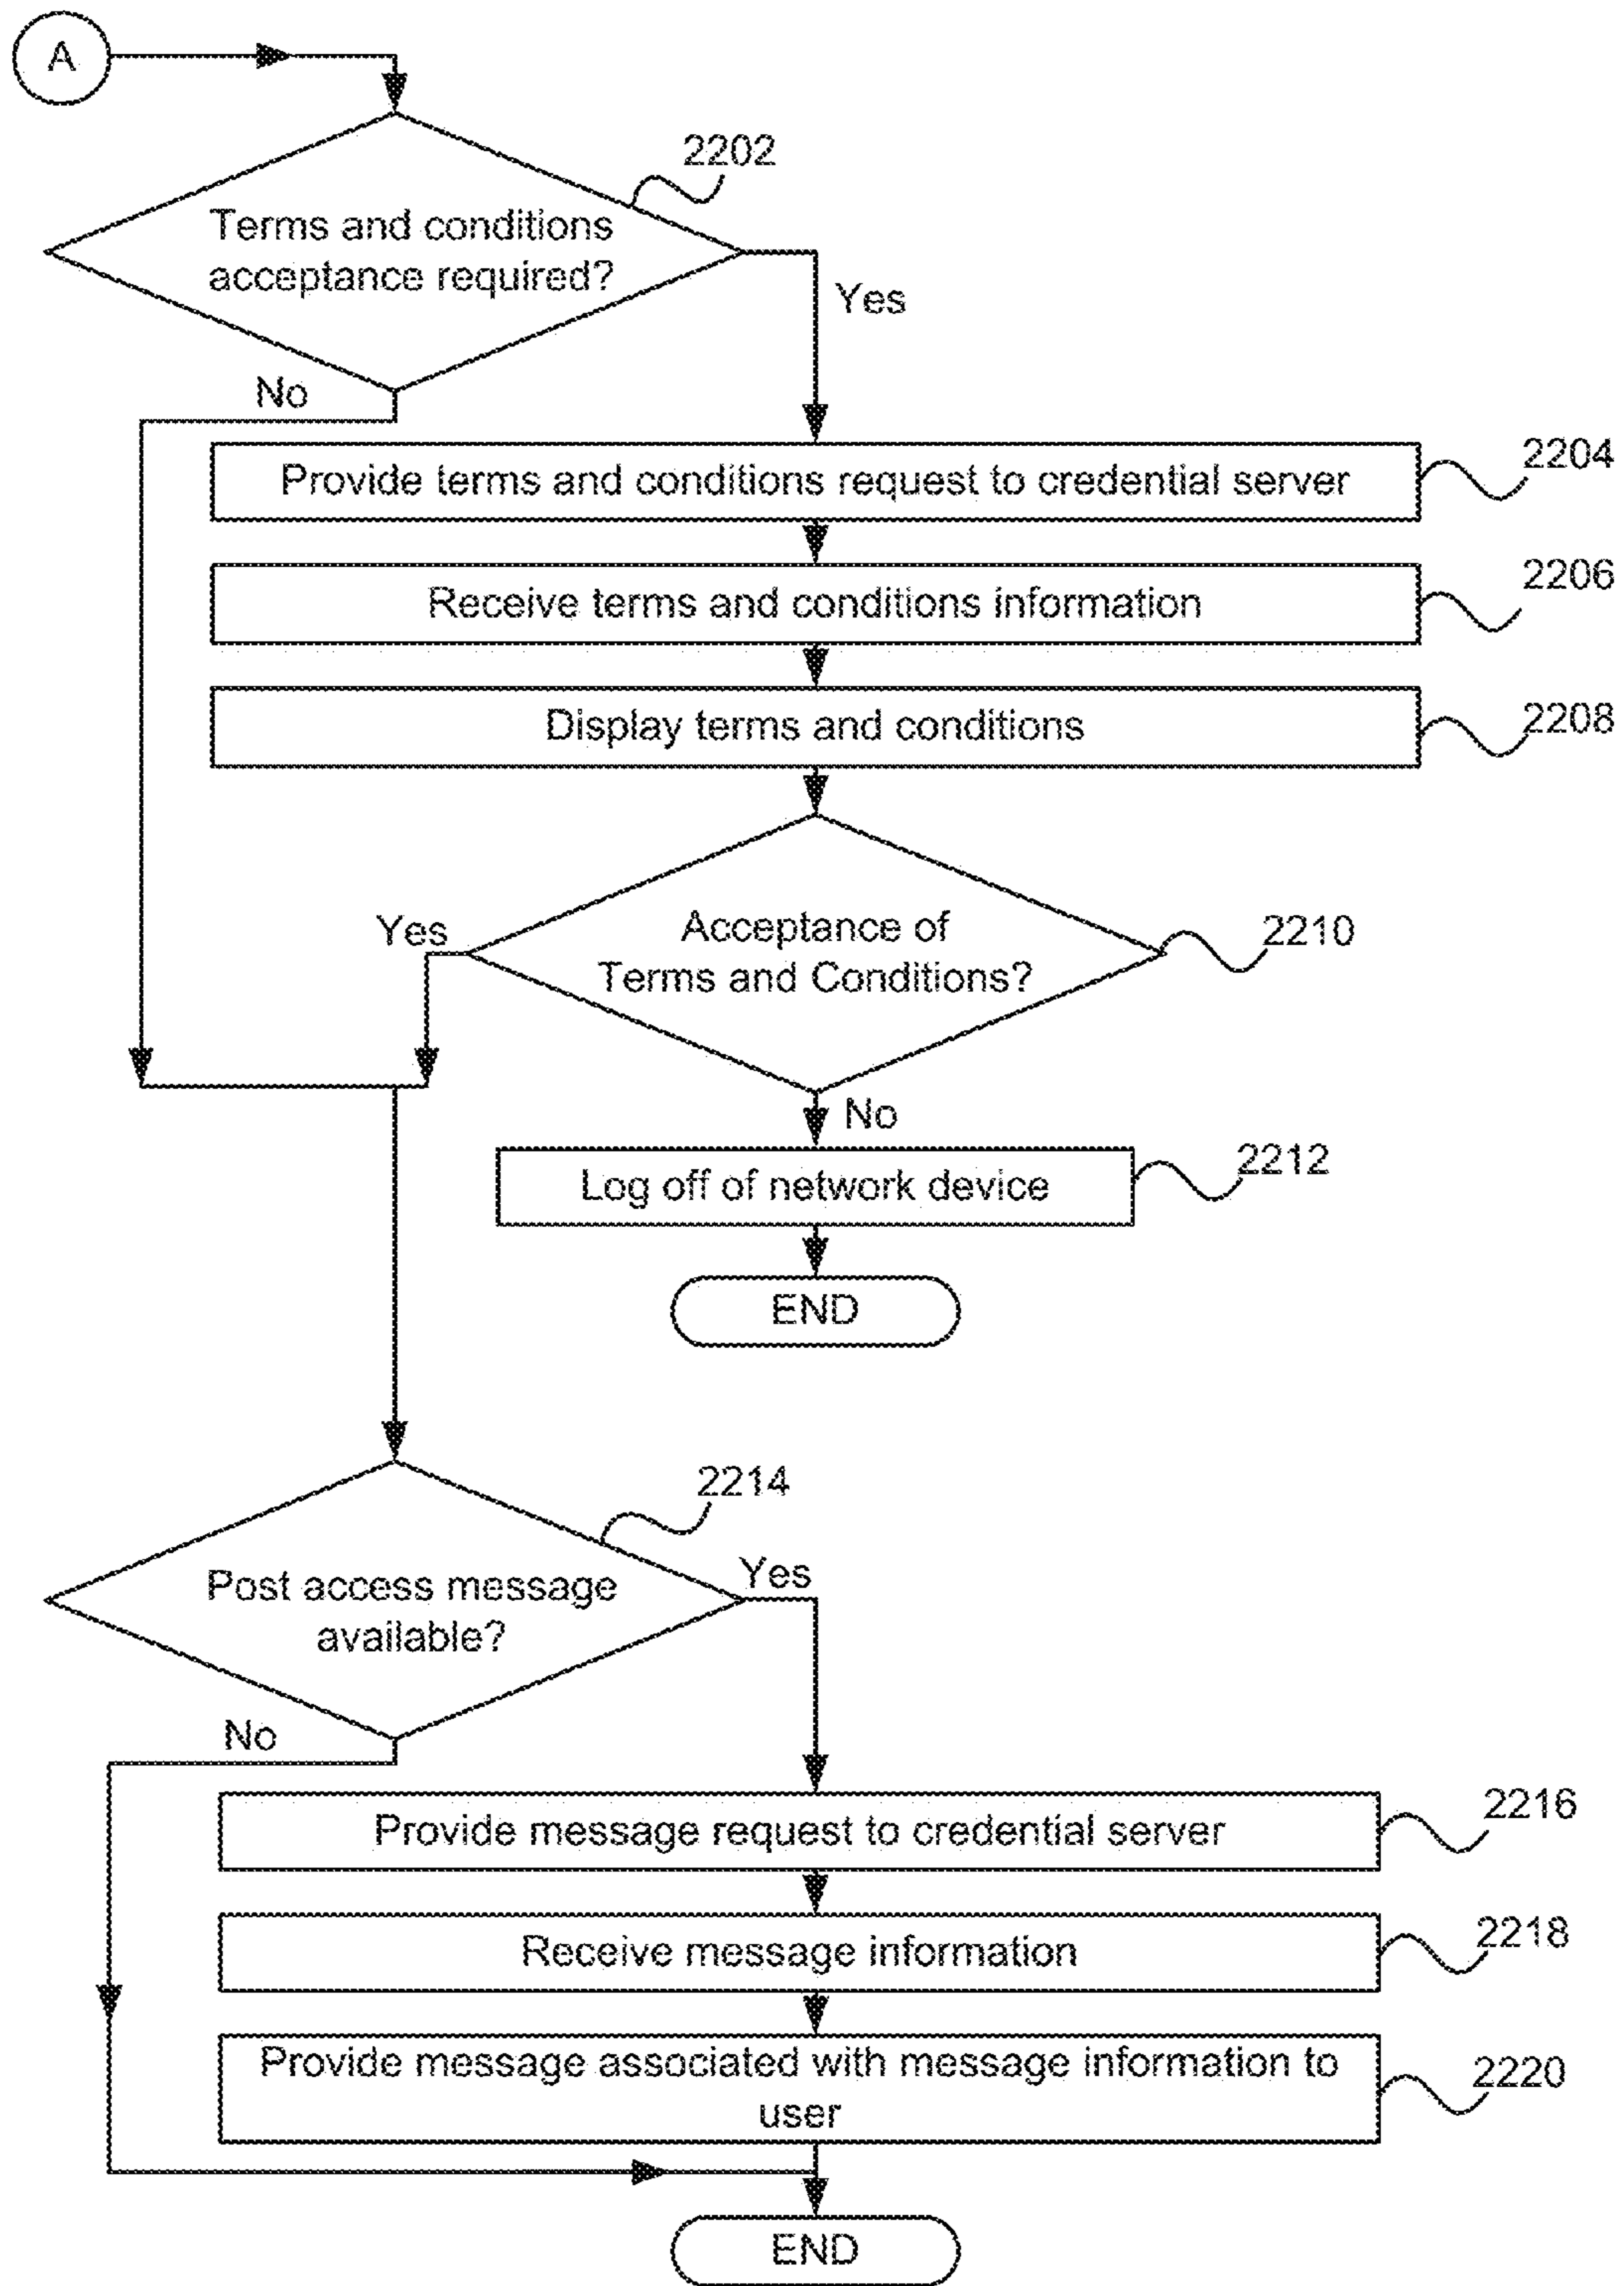 A
2202
Terms and conditions
acceptance required?
Yes
No
Provide terms and conditions request to credential server
2204
Receive terms and conditions information
2206
Display terms and conditions
2208
Yes
Acceptance of
Terms and Conditions?
2210
No
Log off of network device
2212
END
2214
Post access message
available?
Yes
No
Provide message request to credential server
2216
Receive message information
2218
Provide message associated with message information to
user
2220
END